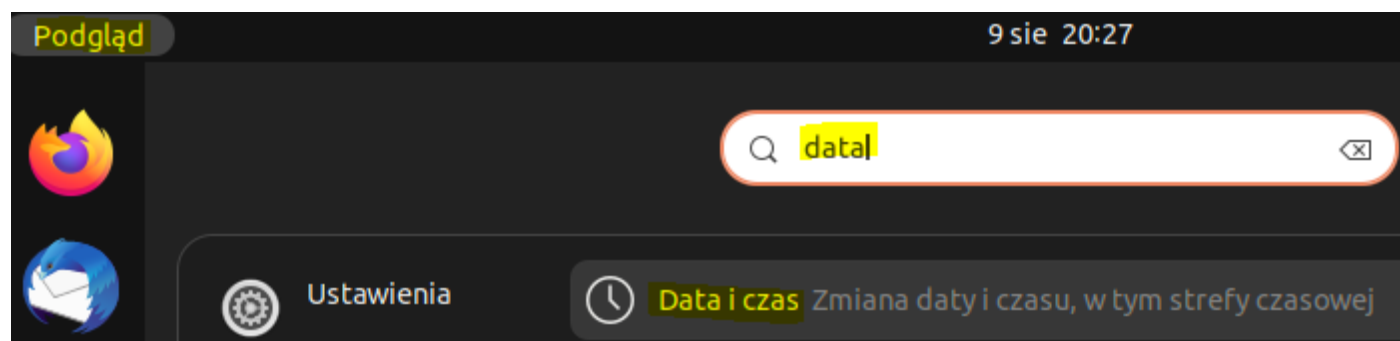 Podgląd 9 sie 20:27
data
Ustawienia Data i czas Zmiana daty i czasu, w tym strefy czasowej